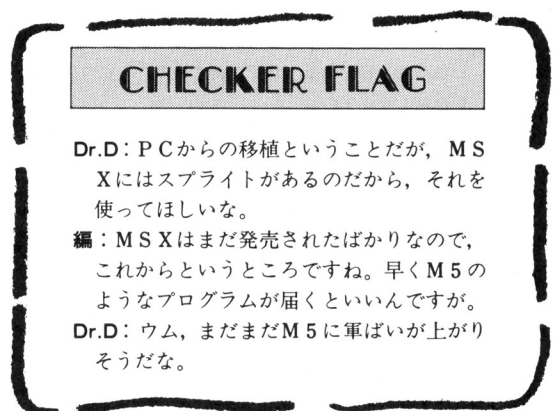 CHECKER FLAG
Dr.D：PCからの移植ということだが，MS
Xにはスプライトがあるのだから，それを
使ってほしいな。
編：MSXはまだ発売されたばかりなので，
これからというところですね。早くM5の
ようなプログラムが届くといいんですが。
Dr.D：ウム，まだまだM5に軍ばいが上がり
そうだな。